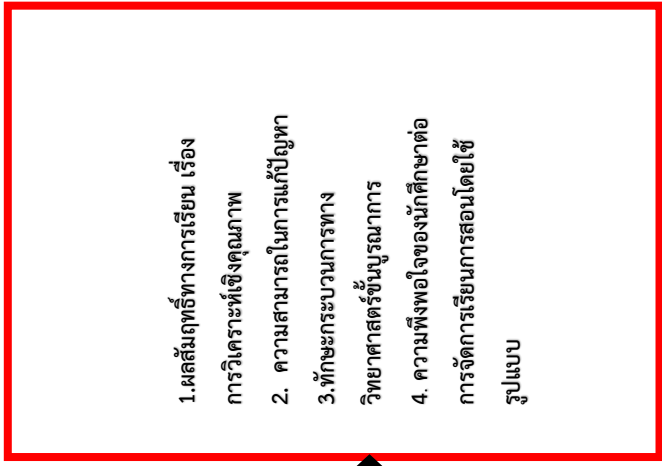 1.ผลสัมฤทธิ์ทางการเรียน เรื่อง
การวิเคราะห์เชิงคุณภาพ
2. ความสามารถในการแก้ปัญหา
3.ทักษะกระบวนการทาง
วิทยาศาสตร์ขั้นบูรณาการ
4. ความพึงพอใจของนักศึกษาต่อ
การจัดการเรียนการสอนโดยใช้
รูปแบบ